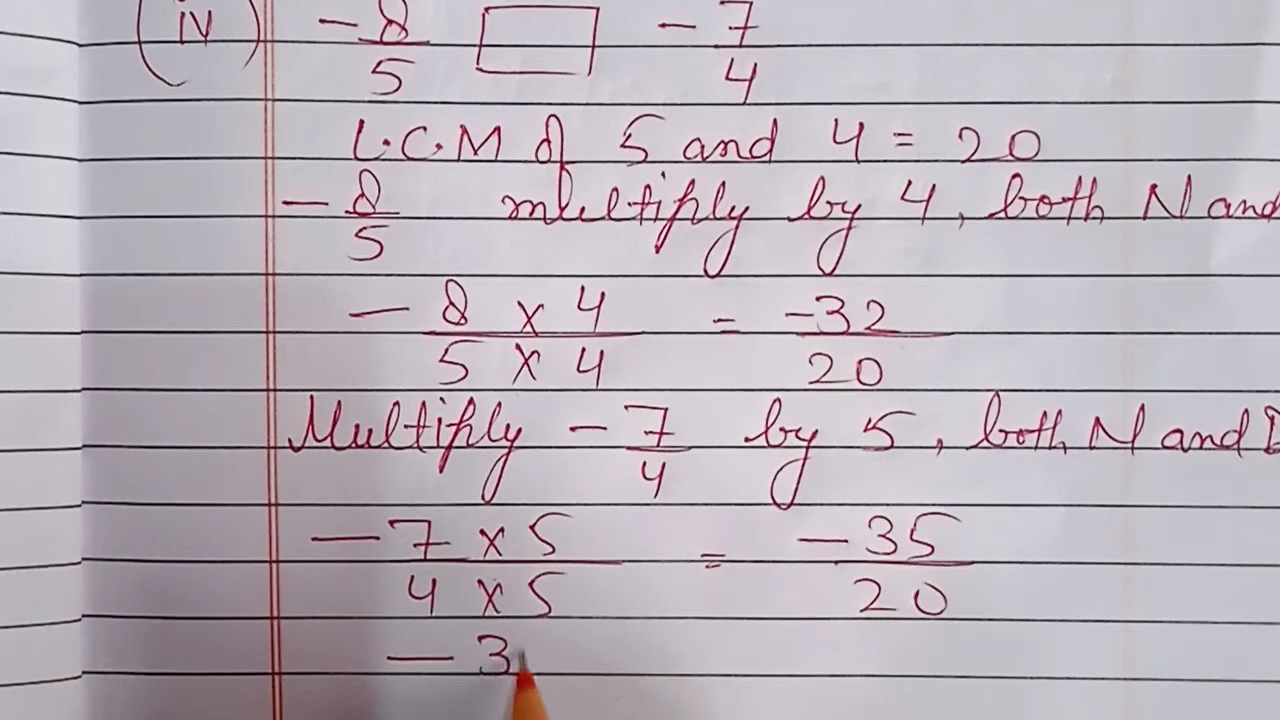 (iv) -8/5 □ -7/4
L.C.M of 5 and 4 = 20
-8/5 multiply by 4, both N and
-8 x 4/5 x 4 = -32/20
Multiply -7/4 by 5, both N and D
-7 x 5/4 x 5 = -35/20
-3